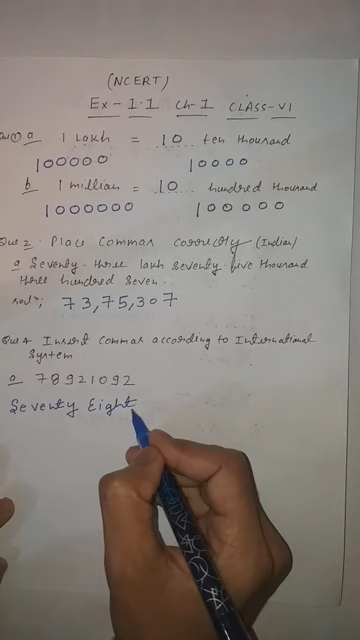 (NCERT)
Ex-1.1 Ch-1 CLASS-VI
Que(1) a 1 lakh = ..10.. ten thousand
100000 10000
b. 1 million = ..10... hundred thousand
1000000 100000
Que 2. Place Commas correctly (Indian)
a Seventy-three lakh seventy five thousand
three hundred seven.
solⁿ; 73,75,307
Que 4 Insert Commas according to International
System
a 78921092
Seventy Eight